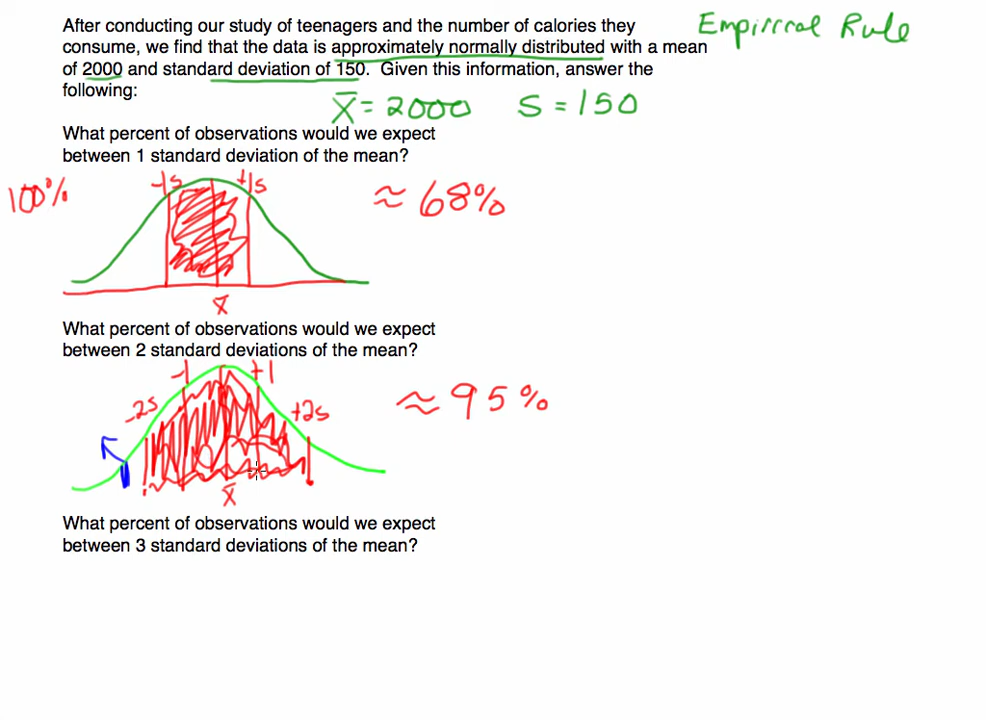 After conducting our study of teenagers and the number of calories they
consume, we find that the data is approximately normally distributed with a mean
of 2000 and standard deviation of 150. Given this information, answer the
following:
Empirical Rule
x̄ = 2000 S = 150
What percent of observations would we expect
between 1 standard deviation of the mean?
100%
-1s +1s
≈ 68%
x̄
What percent of observations would we expect
between 2 standard deviations of the mean?
-1 +1
-2s +2s
≈ 95%
x̄
What percent of observations would we expect
between 3 standard deviations of the mean?